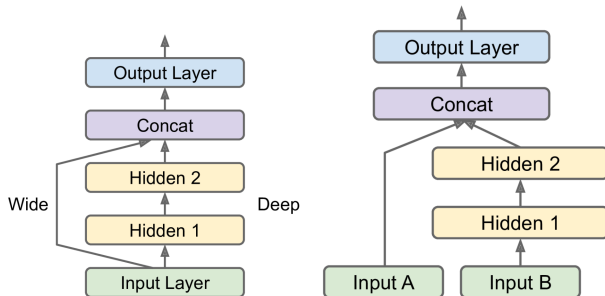 Output Layer
Concat
Hidden 2
Wide
Deep
Hidden 1
Input Layer
Output Layer
Concat
Hidden 2
Hidden 1
Input A
Input B